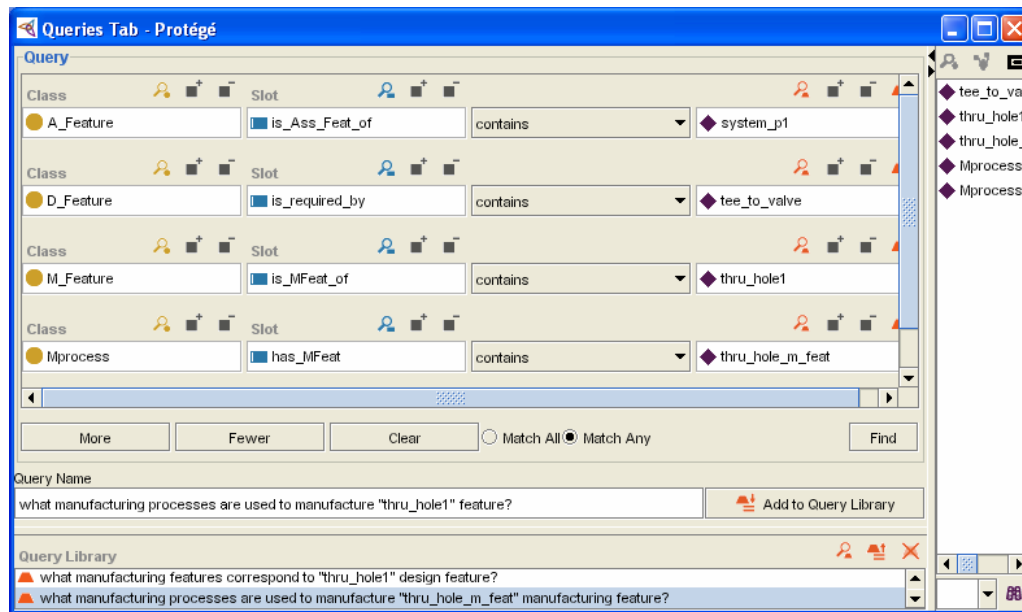 Queries Tab - Protégé
Query
Class Slot
A_Feature is_Ass_Feat_of contains system_p1
Class Slot
D_Feature is_required_by contains tee_to_valve
Class Slot
M_Feature is_MFeat_of contains thru_hole1
Class Slot
Mprocess has_MFeat contains thru_hole_m_feat
More Fewer Clear Match All Match Any Find
Query Name
what manufacturing processes are used to manufacture "thru_hole1" feature?
Add to Query Library
Query Library
what manufacturing features correspond to "thru_hole1" design feature?
what manufacturing processes are used to manufacture "thru_hole_m_feat" manufacturing feature?
tee_to_va
thru_hole1
thru_hole_
Mprocess
Mprocess